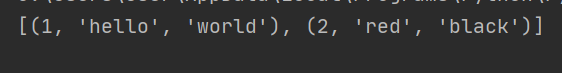 [(1, 'hello', 'world'), (2, 'red', 'black')]